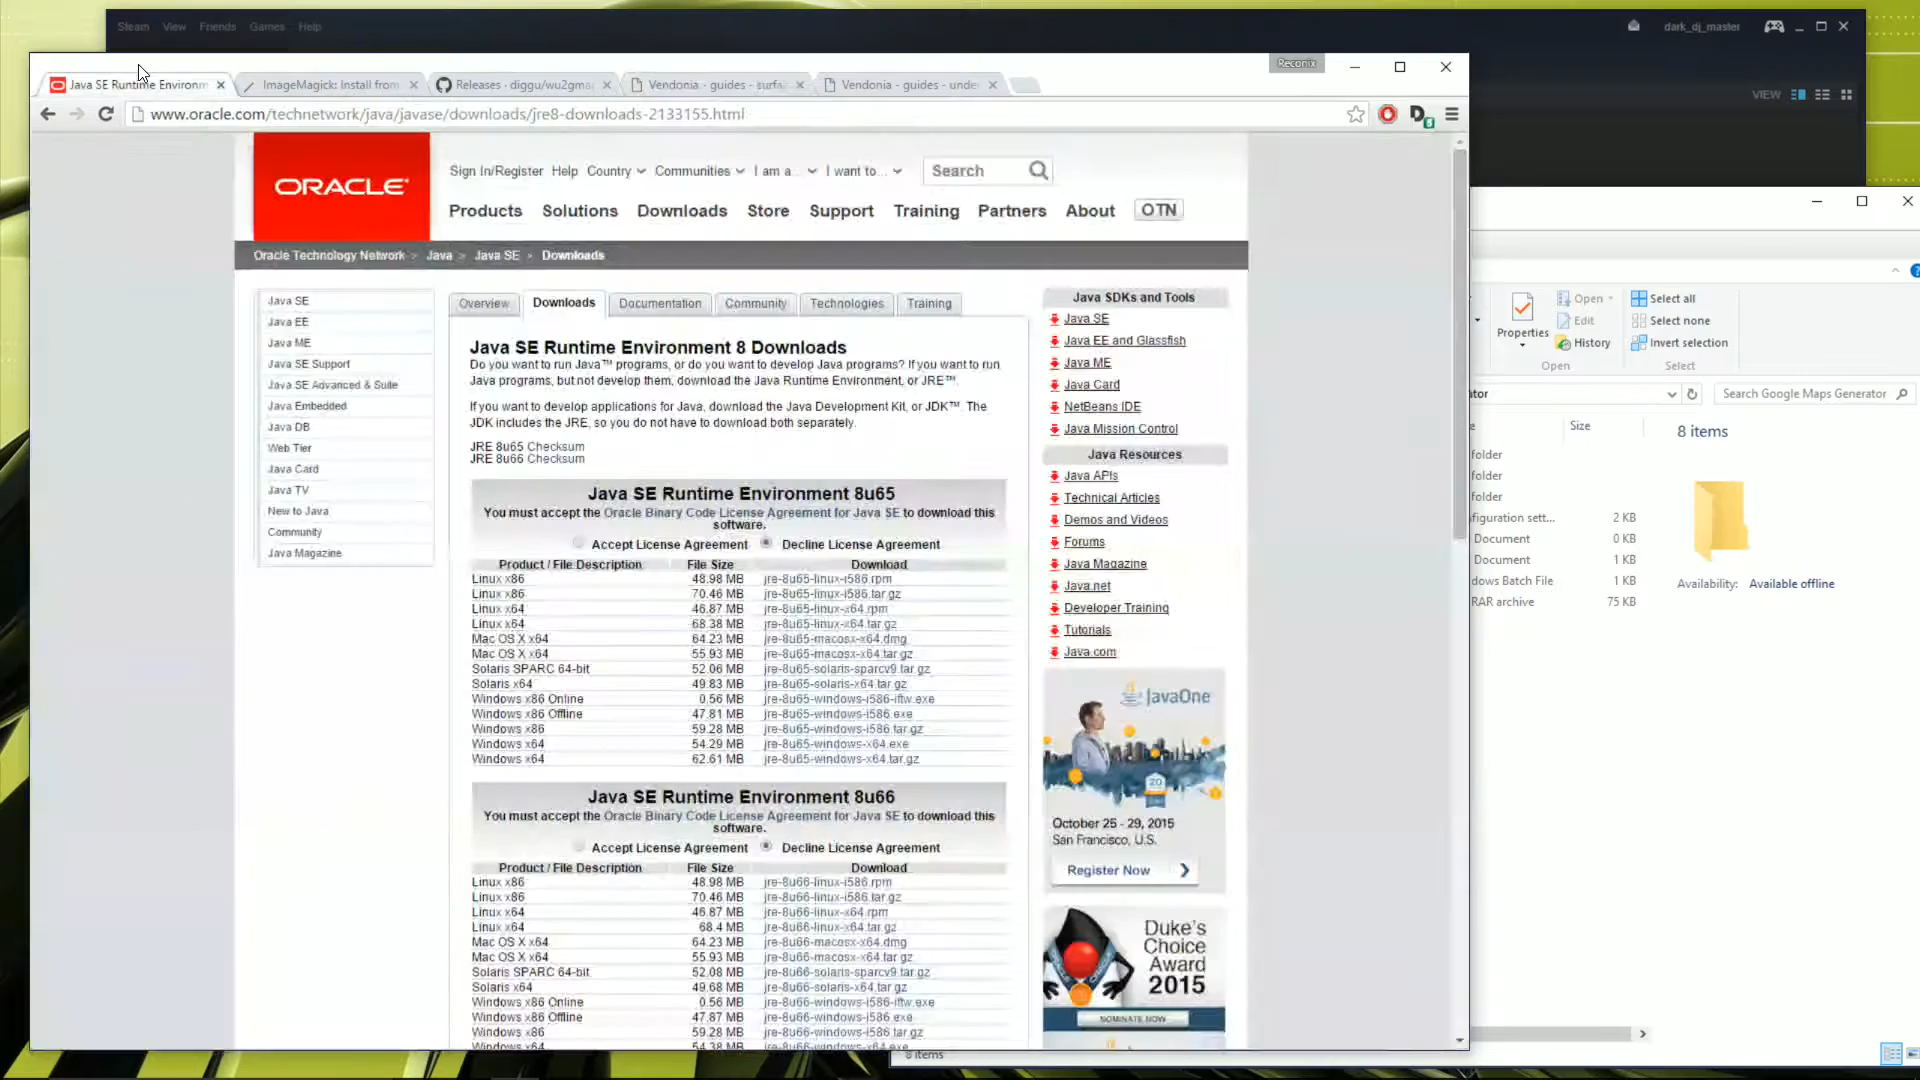 Steam View Friends Games Help
dark_dj_master
Reconix
Java SE Runtime Environm
ImageMagick: Install from
Releases · diggu/wu2gma
Vendonia - guides - surfa
Vendonia - guides - unde
VIEW
www.oracle.com/technetwork/java/javase/downloads/jre8-downloads-2133155.html
ORACLE
Sign In/Register Help Country Communities I am a... I want to... Search
Products Solutions Downloads Store Support Training Partners About OTN
Oracle Technology Network > Java > Java SE > Downloads
Java SE
Java EE
Java ME
Java SE Support
Java SE Advanced & Suite
Java Embedded
Java DB
Web Tier
Java Card
Java TV
New to Java
Community
Java Magazine
Overview Downloads Documentation Community Technologies Training
Java SE Runtime Environment 8 Downloads
Do you want to run Java™ programs, or do you want to develop Java programs? If you want to run
Java programs, but not develop them, download the Java Runtime Environment, or JRE™.
If you want to develop applications for Java, download the Java Development Kit, or JDK™. The
JDK includes the JRE, so you do not have to download both separately.
JRE 8u65 Checksum
JRE 8u66 Checksum
Java SE Runtime Environment 8u65
You must accept the Oracle Binary Code License Agreement for Java SE to download this
software.
Accept License Agreement Decline License Agreement
Product / File Description File Size Download
Linux x86 48.98 MB jre-8u65-linux-i586.rpm
Linux x86 70.46 MB jre-8u65-linux-i586.tar.gz
Linux x64 46.87 MB jre-8u65-linux-x64.rpm
Linux x64 68.38 MB jre-8u65-linux-x64.tar.gz
Mac OS X x64 64.23 MB jre-8u65-macosx-x64.dmg
Mac OS X x64 55.93 MB jre-8u65-macosx-x64.tar.gz
Solaris SPARC 64-bit 52.06 MB jre-8u65-solaris-sparcv9.tar.gz
Solaris x64 49.83 MB jre-8u65-solaris-x64.tar.gz
Windows x86 Online 0.56 MB jre-8u65-windows-i586-iftw.exe
Windows x86 Offline 47.81 MB jre-8u65-windows-i586.exe
Windows x86 59.28 MB jre-8u65-windows-i586.tar.gz
Windows x64 54.29 MB jre-8u65-windows-x64.exe
Windows x64 62.61 MB jre-8u65-windows-x64.tar.gz
Java SE Runtime Environment 8u66
You must accept the Oracle Binary Code License Agreement for Java SE to download this
software.
Accept License Agreement Decline License Agreement
Product / File Description File Size Download
Linux x86 48.98 MB jre-8u66-linux-i586.rpm
Linux x86 70.46 MB jre-8u66-linux-i586.tar.gz
Linux x64 46.87 MB jre-8u66-linux-x64.rpm
Linux x64 68.4 MB jre-8u66-linux-x64.tar.gz
Mac OS X x64 64.23 MB jre-8u66-macosx-x64.dmg
Mac OS X x64 55.93 MB jre-8u66-macosx-x64.tar.gz
Solaris SPARC 64-bit 52.08 MB jre-8u66-solaris-sparcv9.tar.gz
Solaris x64 49.68 MB jre-8u66-solaris-x64.tar.gz
Windows x86 Online 0.56 MB jre-8u66-windows-i586-iftw.exe
Windows x86 Offline 47.87 MB jre-8u66-windows-i586.exe
Windows x86 59.28 MB jre-8u66-windows-i586.tar.gz
Windows x64 54.38 MB jre-8u66-windows-x64.exe
Java SDKs and Tools
Java SE
Java EE and Glassfish
Java ME
Java Card
NetBeans IDE
Java Mission Control
Java Resources
Java APIs
Technical Articles
Demos and Videos
Forums
Java Magazine
Java.net
Developer Training
Tutorials
Java.com
JavaOne
20
October 25 - 29, 2015
San Francisco, U.S.
Register Now
Duke's
Choice
Award
2015
NOMINATE NOW
Properties
Open
Edit
History
Open
Select all
Select none
Invert selection
Select
tor
Search Google Maps Generator
Size
folder
folder
folder
figuration sett... 2 KB
Document 0 KB
Document 1 KB
dows Batch File 1 KB
RAR archive 75 KB
8 items
Availability: Available offline
8 items